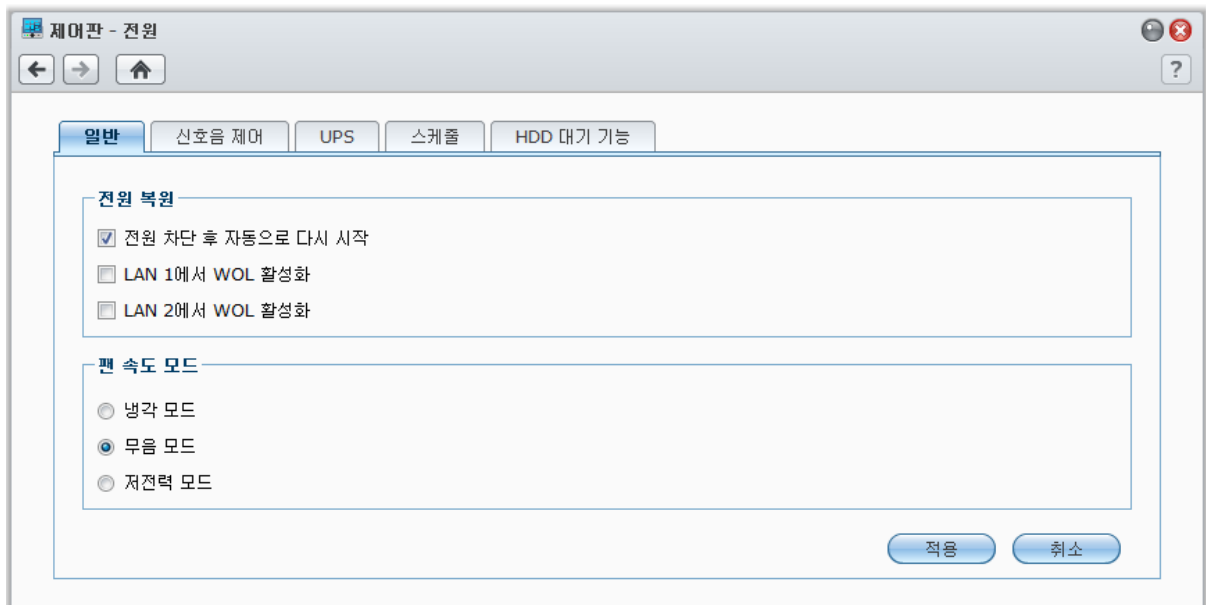 제어판 - 전원
?
일반 신호음 제어 UPS 스케줄 HDD 대기 기능
전원 복원
전원 차단 후 자동으로 다시 시작
LAN 1에서 WOL 활성화
LAN 2에서 WOL 활성화
팬 속도 모드
냉각 모드
무음 모드
저전력 모드
적용 취소